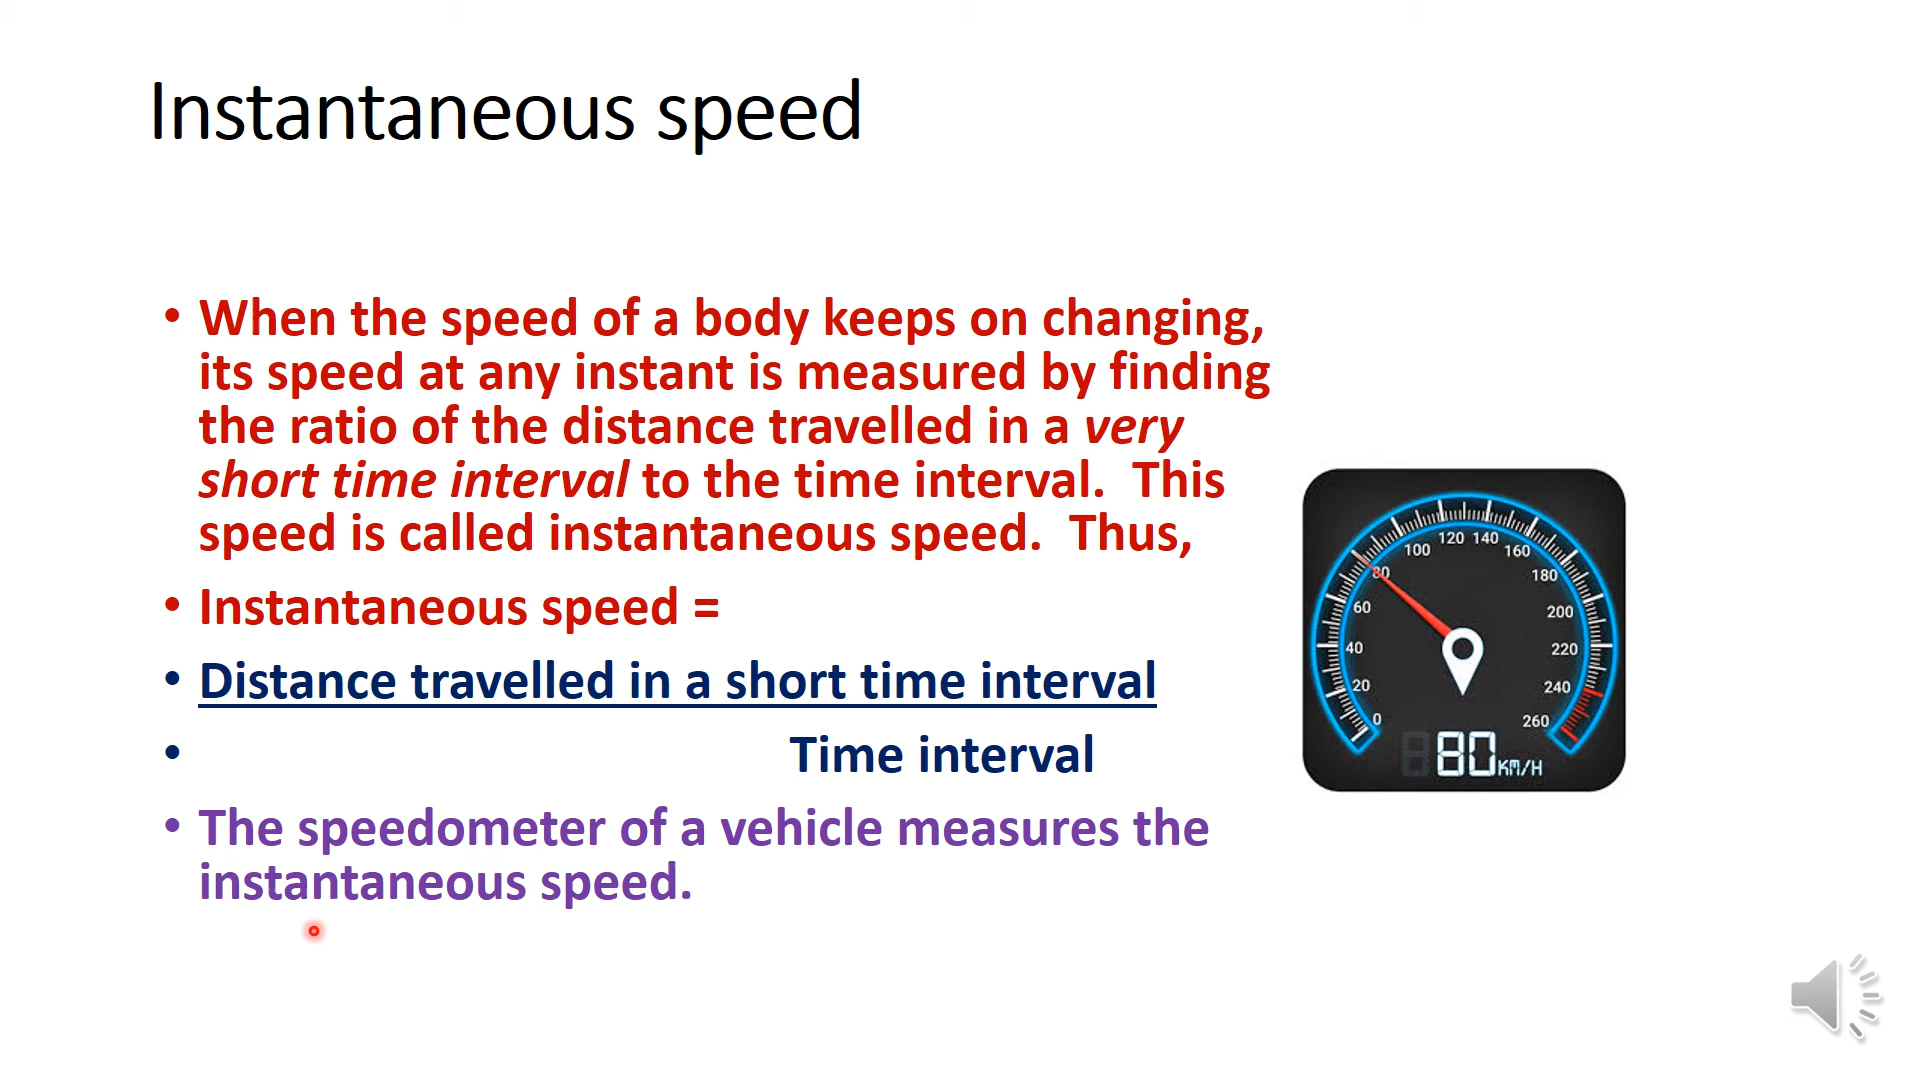 Instantaneous speed
• When the speed of a body keeps on changing,
its speed at any instant is measured by finding
the ratio of the distance travelled in a very
short time interval to the time interval.  This
speed is called instantaneous speed.  Thus,
• Instantaneous speed =
• Distance travelled in a short time interval
• Time interval
• The speedometer of a vehicle measures the
instantaneous speed.
0
20
40
60
80
100
120
140
160
180
200
220
240
260
80 KM/H